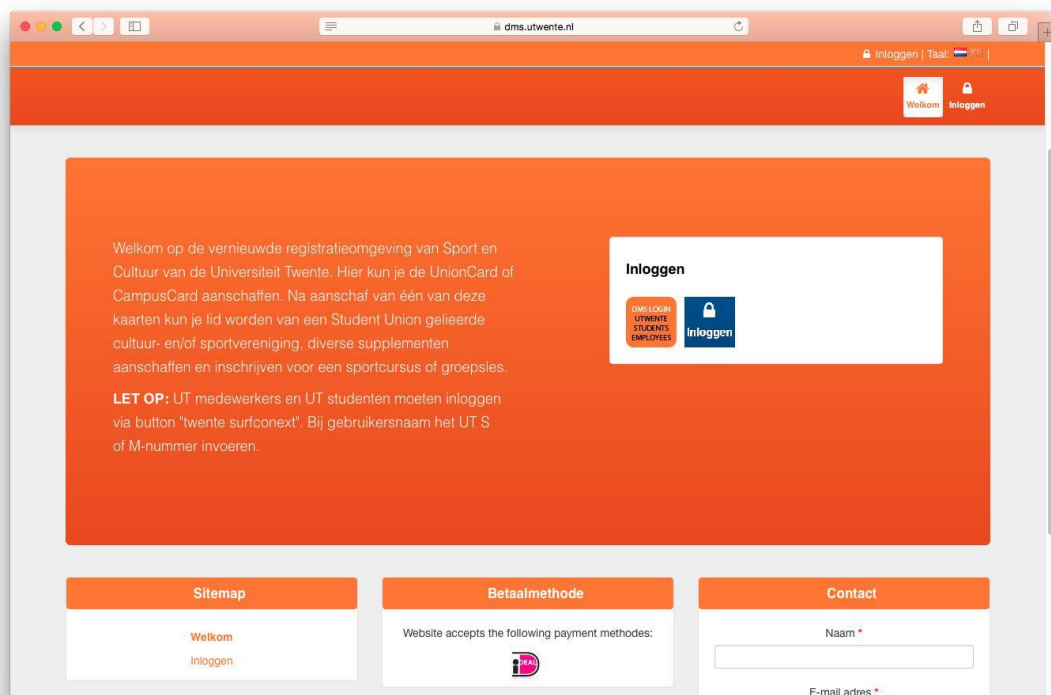 dms.utwente.nl
Inloggen | Taal: |
Welkom
Inloggen
Welkom op de vernieuwde registratieomgeving van Sport en
Cultuur van de Universiteit Twente. Hier kun je de UnionCard of
CampusCard aanschaffen. Na aanschaf van één van deze
kaarten kun je lid worden van een Student Union gelieerde
cultuur- en/of sportvereniging, diverse supplementen
aanschaffen en inschrijven voor een sportcursus of groepsles.
LET OP: UT medewerkers en UT studenten moeten inloggen
via button "twente surfconext". Bij gebruikersnaam het UT S
of M-nummer invoeren.
Inloggen
DMS LOGIN
UTWENTE
STUDENTS
EMPLOYEES
Inloggen
Sitemap
Welkom
Inloggen
Betaalmethode
Website accepts the following payment methodes:
iDEAL
Contact
Naam *
E-mail adres *